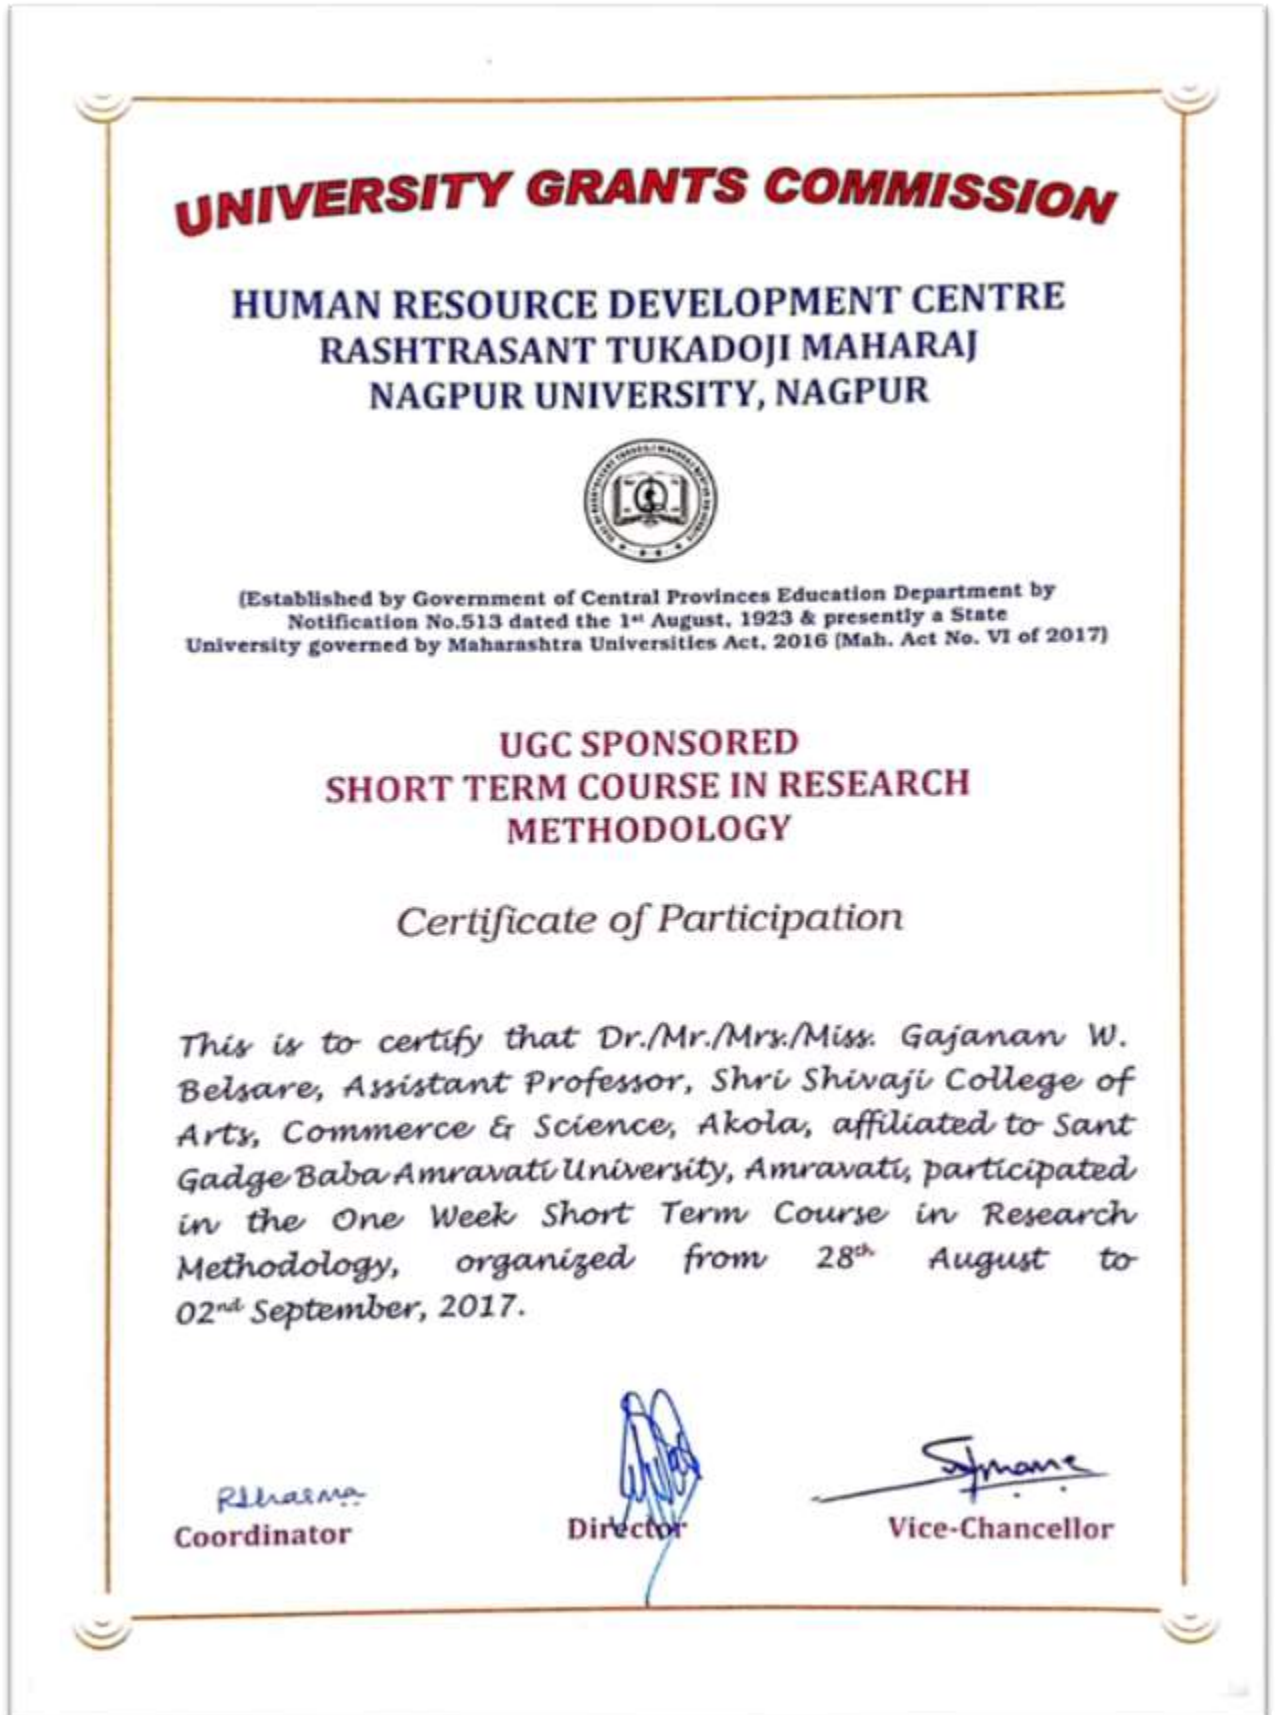 UNIVERSITY GRANTS COMMISSION
HUMAN RESOURCE DEVELOPMENT CENTRE
RASHTRASANT TUKADOJI MAHARAJ
NAGPUR UNIVERSITY, NAGPUR
(Established by Government of Central Provinces Education Department by
Notification No.513 dated the 1st August, 1923 & presently a State
University governed by Maharashtra Universities Act, 2016 (Mah. Act No. VI of 2017)
UGC SPONSORED
SHORT TERM COURSE IN RESEARCH
METHODOLOGY
Certificate of Participation
This is to certify that Dr./Mr./Mrs./Miss. Gajanan W.
Belsare, Assistant Professor, Shri Shivaji College of
Arts, Commerce & Science, Akola, affiliated to Sant
Gadge Baba Amravati University, Amravati, participated
in the One Week Short Term Course in Research
Methodology, organized from 28th August to
02nd September, 2017.
Coordinator
Director
Vice-Chancellor